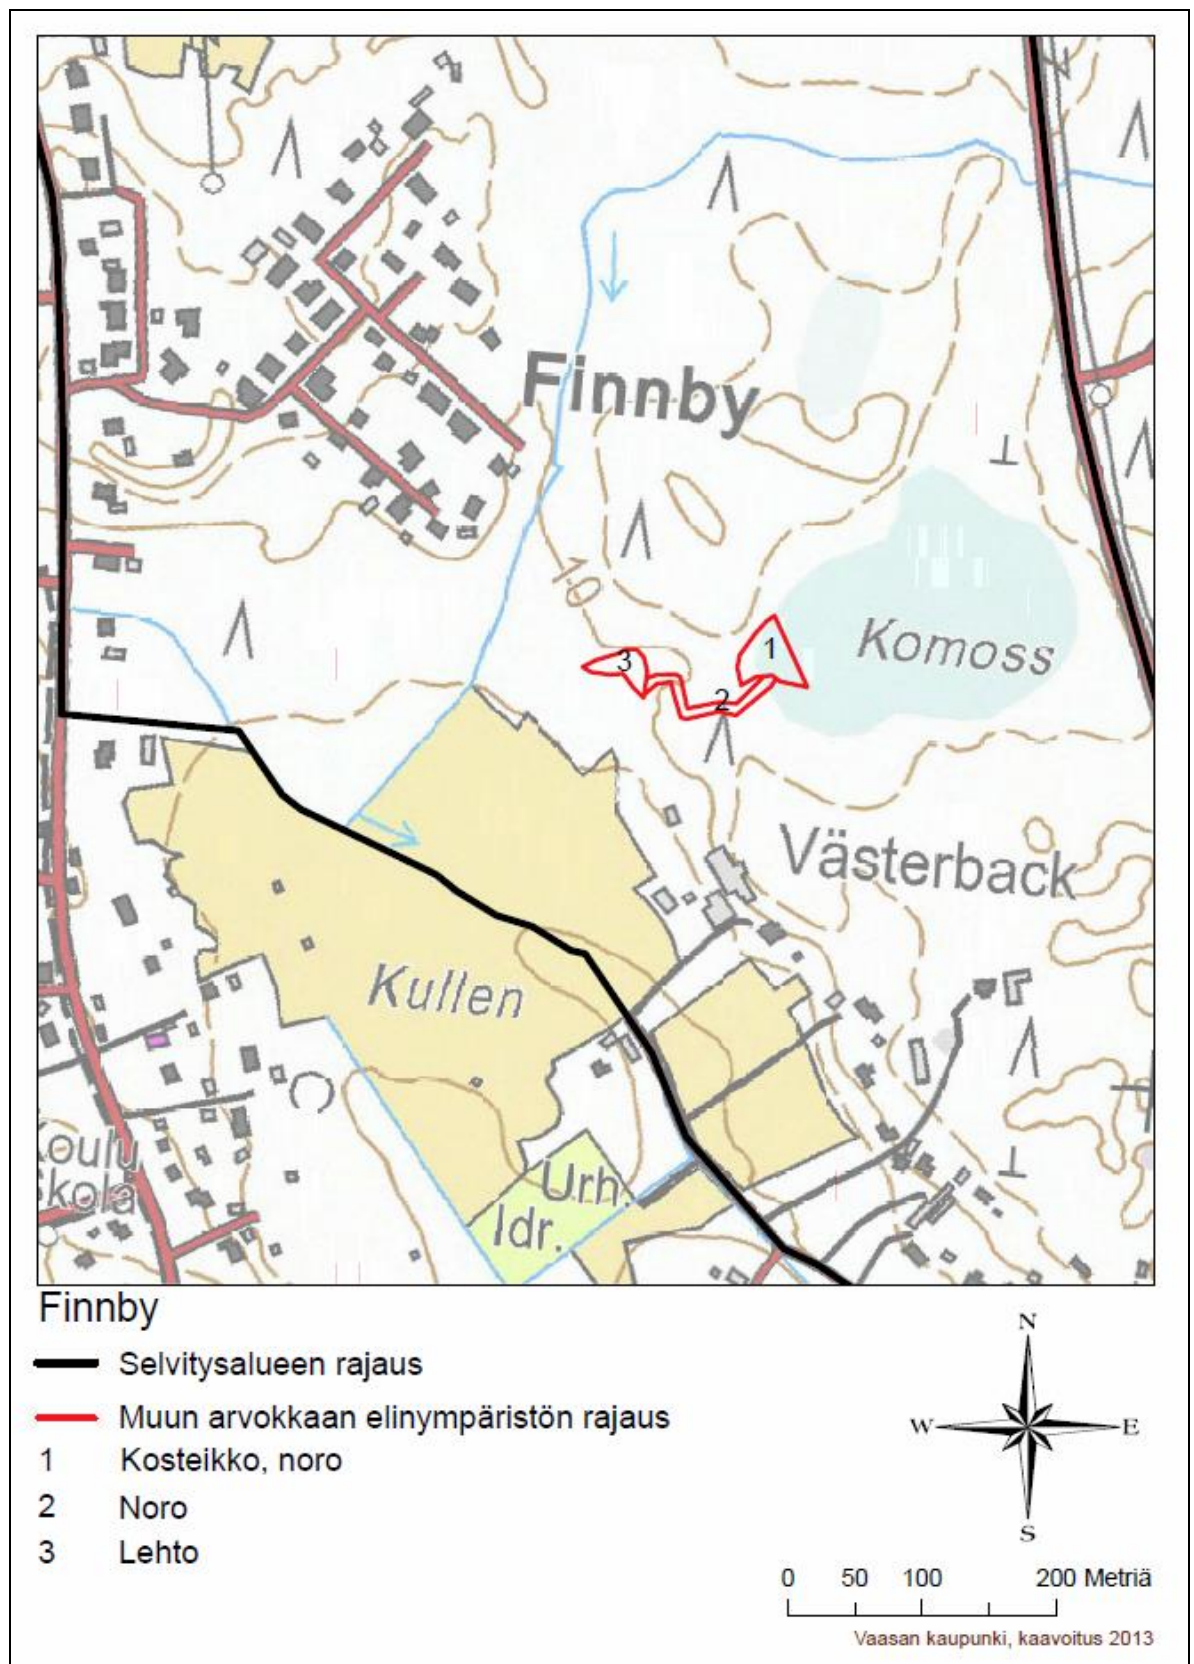 Finnby
10
1
Komoss
3
2
Västerback
Kullen
Koulu
Skola
Urh.
Idr.
Finnby
Selvitysalueen rajaus
Muun arvokkaan elinympäristön rajaus
1 Kosteikko, noro
2 Noro
3 Lehto
N
W E
S
0 50 100 200 Metriä
Vaasan kaupunki, kaavoitus 2013